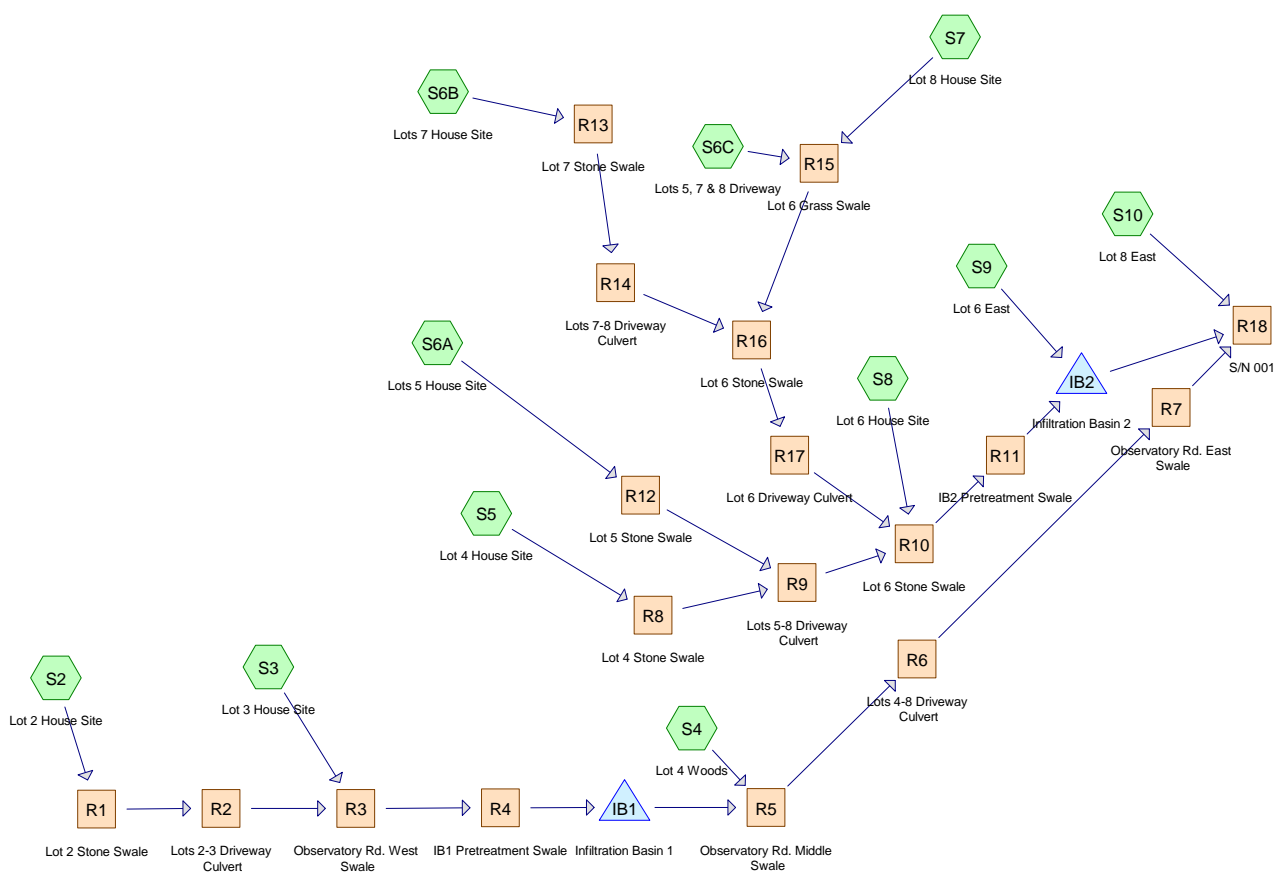 S7
Lot 8 House Site
S6B
Lots 7 House Site
R13
Lot 7 Stone Swale
S6C
Lots 5, 7 & 8 Driveway
R15
Lot 6 Grass Swale
S10
Lot 8 East
S9
Lot 6 East
R14
Lots 7-8 Driveway
Culvert
R18
S/N 001
S6A
Lots 5 House Site
R16
Lot 6 Stone Swale
S8
Lot 6 House Site
IB2
Infiltration Basin 2
R7
Observatory Rd. East
Swale
R17
Lot 6 Driveway Culvert
R11
IB2 Pretreatment Swale
R12
Lot 5 Stone Swale
S5
Lot 4 House Site
R10
Lot 6 Stone Swale
R9
Lots 5-8 Driveway
Culvert
R8
Lot 4 Stone Swale
R6
Lots 4-8 Driveway
Culvert
S2
Lot 2 House Site
S3
Lot 3 House Site
S4
Lot 4 Woods
R1
Lot 2 Stone Swale
R2
Lots 2-3 Driveway
Culvert
R3
Observatory Rd. West
Swale
R4
IB1 Pretreatment Swale
IB1
Infiltration Basin 1
R5
Observatory Rd. Middle
Swale